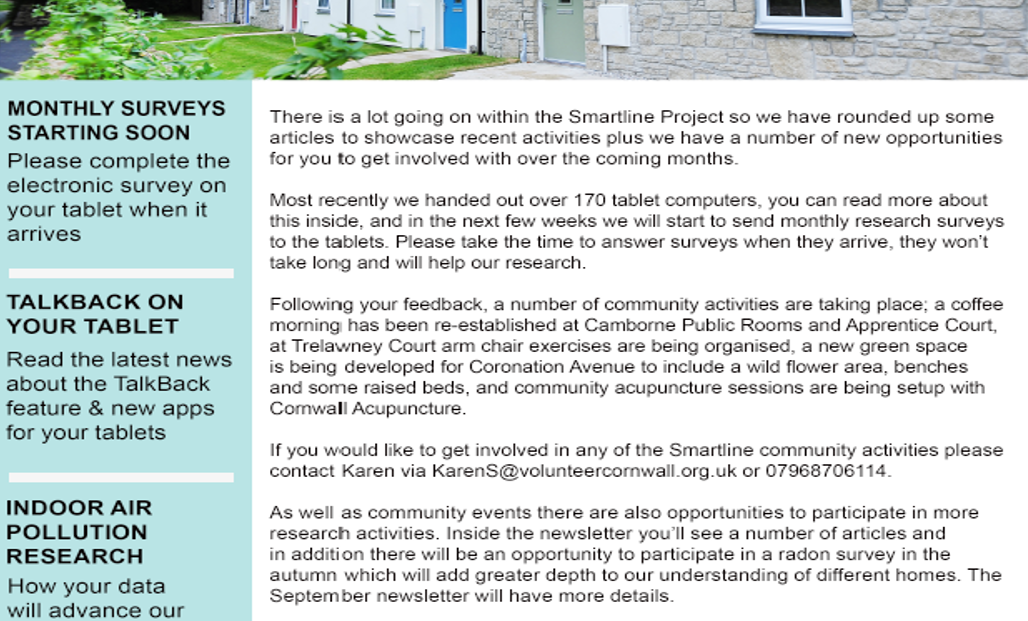 MONTHLY SURVEYS
STARTING SOON
Please complete the
electronic survey on
your tablet when it
arrives
TALKBACK ON
YOUR TABLET
Read the latest news
about the TalkBack
feature & new apps
for your tablets
INDOOR AIR
POLLUTION
RESEARCH
How your data
will advance our
There is a lot going on within the Smartline Project so we have rounded up some
articles to showcase recent activities plus we have a number of new opportunities
for you to get involved with over the coming months.
Most recently we handed out over 170 tablet computers, you can read more about
this inside, and in the next few weeks we will start to send monthly research surveys
to the tablets. Please take the time to answer surveys when they arrive, they won't
take long and will help our research.
Following your feedback, a number of community activities are taking place; a coffee
morning has been re-established at Camborne Public Rooms and Apprentice Court,
at Trelawney Court arm chair exercises are being organised, a new green space
is being developed for Coronation Avenue to include a wild flower area, benches
and some raised beds, and community acupuncture sessions are being setup with
Cornwall Acupuncture.
If you would like to get involved in any of the Smartline community activities please
contact Karen via KarenS@volunteercornwall.org.uk or 07968706114.
As well as community events there are also opportunities to participate in more
research activities. Inside the newsletter you'll see a number of articles and
in addition there will be an opportunity to participate in a radon survey in the
autumn which will add greater depth to our understanding of different homes. The
September newsletter will have more details.